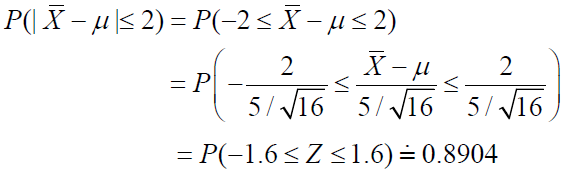 P(| X̄ − μ |≤ 2) = P(−2 ≤ X̄ − μ ≤ 2)
= P(− 2/(5/√16) ≤ (X̄ − μ)/(5/√16) ≤ 2/(5/√16))
= P(−1.6 ≤ Z ≤ 1.6) ≐ 0.8904